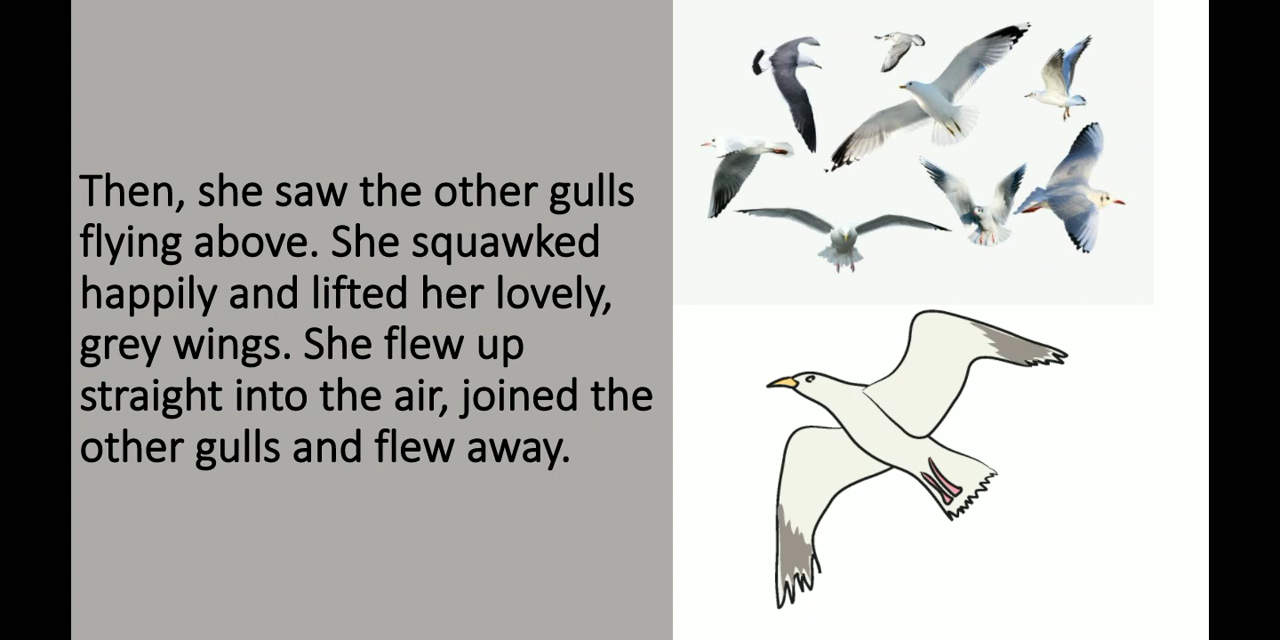 Then, she saw the other gulls
flying above. She squawked
happily and lifted her lovely,
grey wings. She flew up
straight into the air, joined the
other gulls and flew away.